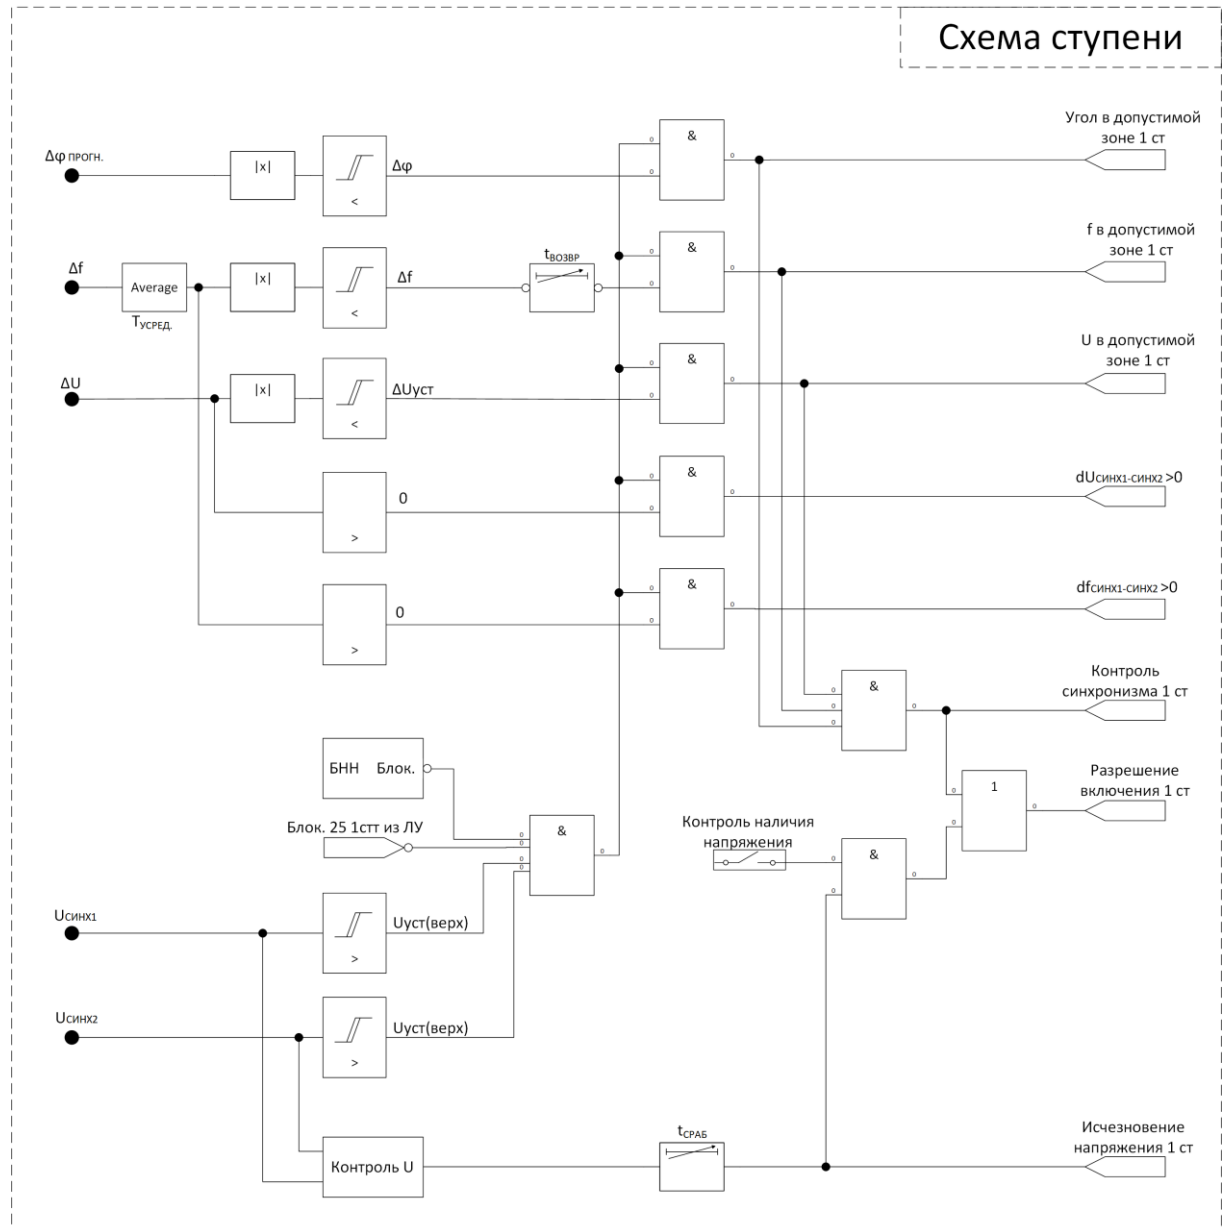 Схема ступени
Угол в допустимой
зоне 1 ст
&
Δφ ПРОГН.
|x|
<
Δφ
f в допустимой
зоне 1 ст
&
tВОЗВР
Δf
Average
TУСРЕД.
|x|
<
Δf
U в допустимой
зоне 1 ст
&
ΔU
|x|
<
ΔUуст
&
dUСИНХ1-СИНХ2 >0
0
>
&
dfСИНХ1-СИНХ2 >0
0
>
Контроль
синхронизма 1 ст
&
БНН Блок.
Разрешение
включения 1 ст
1
Блок. 25 1стт из ЛУ
&
Контроль наличия
напряжения
&
UСИНХ1
>
Uуст(верх)
UСИНХ2
>
Uуст(верх)
Исчезновение
напряжения 1 ст
tСРАБ
Контроль U